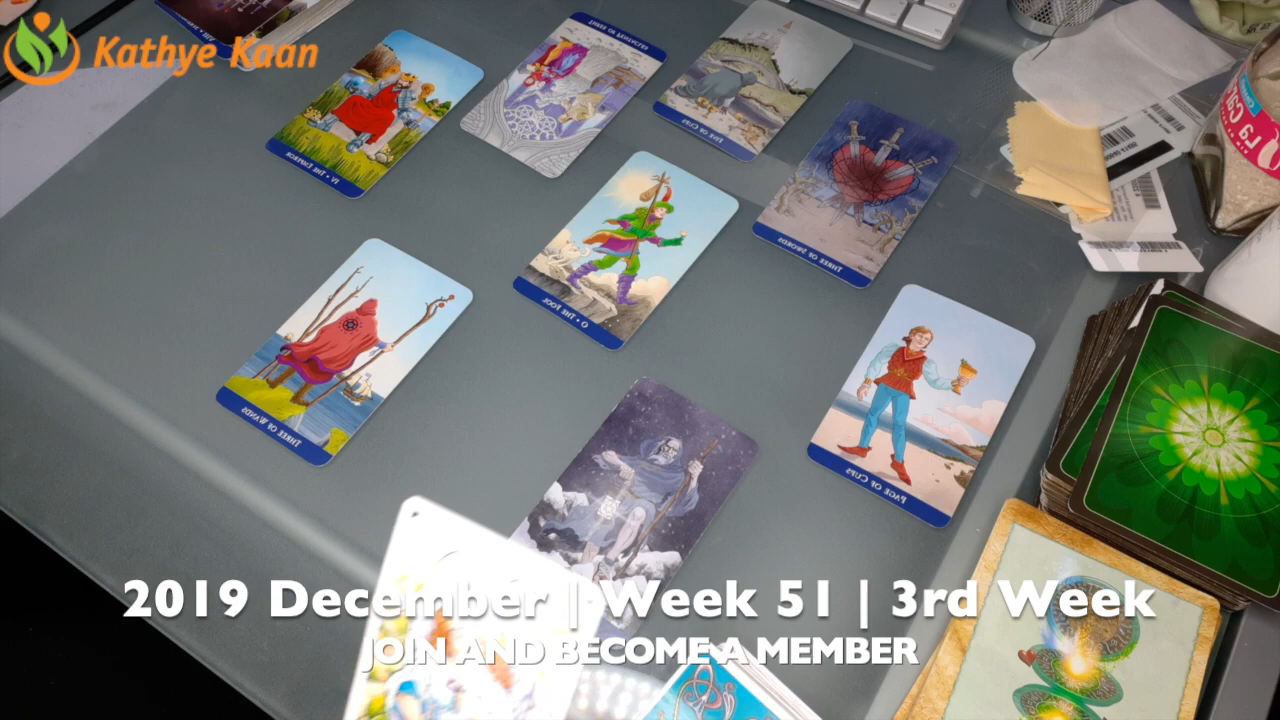 Kathye Kaan
IV • THE EMPEROR
FIVE OF CUPS
THREE OF SWORDS
0 • THE FOOL
THREE OF WANDS
PAGE OF CUPS
2019 December | Week 51 | 3rd Week
JOIN AND BECOME A MEMBER